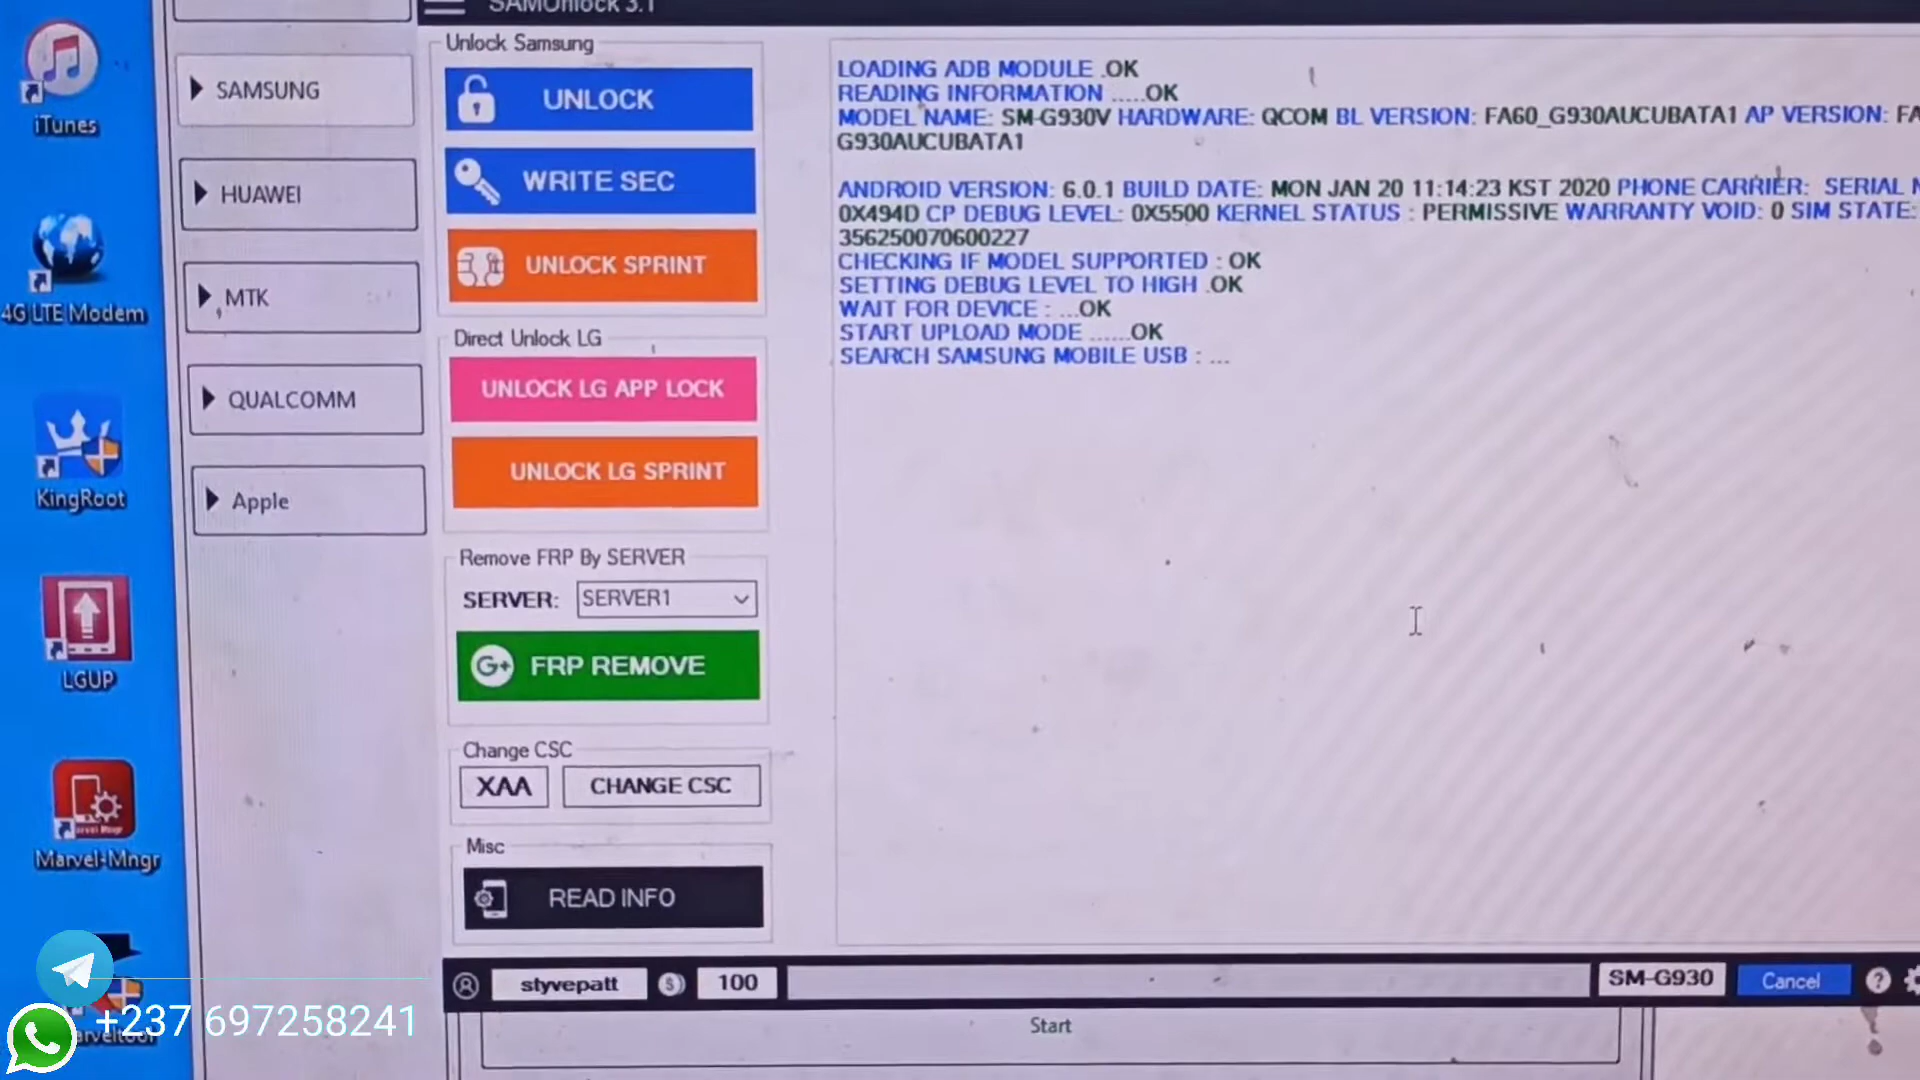 SAMUnlock 3.1
iTunes
4G LTE Modem
KingRoot
LGUP
Marvel-Mngr
SAMSUNG
HUAWEI
MTK
QUALCOMM
Apple
Unlock Samsung
UNLOCK
WRITE SEC
UNLOCK SPRINT
Direct Unlock LG
UNLOCK LG APP LOCK
UNLOCK LG SPRINT
Remove FRP By SERVER
SERVER: SERVER1
G+ FRP REMOVE
Change CSC
XAA CHANGE CSC
Misc
READ INFO
LOADING ADB MODULE .OK
READING INFORMATION .....OK
MODEL NAME: SM-G930V HARDWARE: QCOM BL VERSION: FA60_G930AUCUBATA1 AP VERSION: FA
G930AUCUBATA1
ANDROID VERSION: 6.0.1 BUILD DATE: MON JAN 20 11:14:23 KST 2020 PHONE CARRIER: SERIAL N
0X494D CP DEBUG LEVEL: 0X5500 KERNEL STATUS : PERMISSIVE WARRANTY VOID: 0 SIM STATE:
356250070600227
CHECKING IF MODEL SUPPORTED : OK
SETTING DEBUG LEVEL TO HIGH .OK
WAIT FOR DEVICE : ...OK
START UPLOAD MODE ......OK
SEARCH SAMSUNG MOBILE USB : ...
styvepatt 100 SM-G930 Cancel ?
Start
+237 697258241